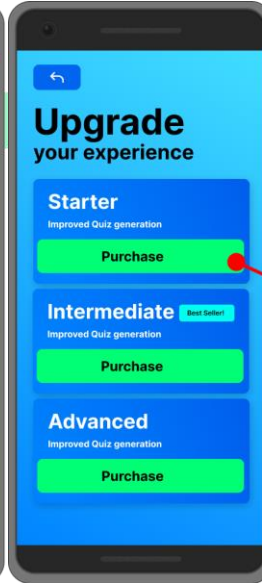 Upgrade
your experience
Starter
Improved Quiz generation
Purchase
Intermediate Best Seller!
Improved Quiz generation
Purchase
Advanced
Improved Quiz generation
Purchase